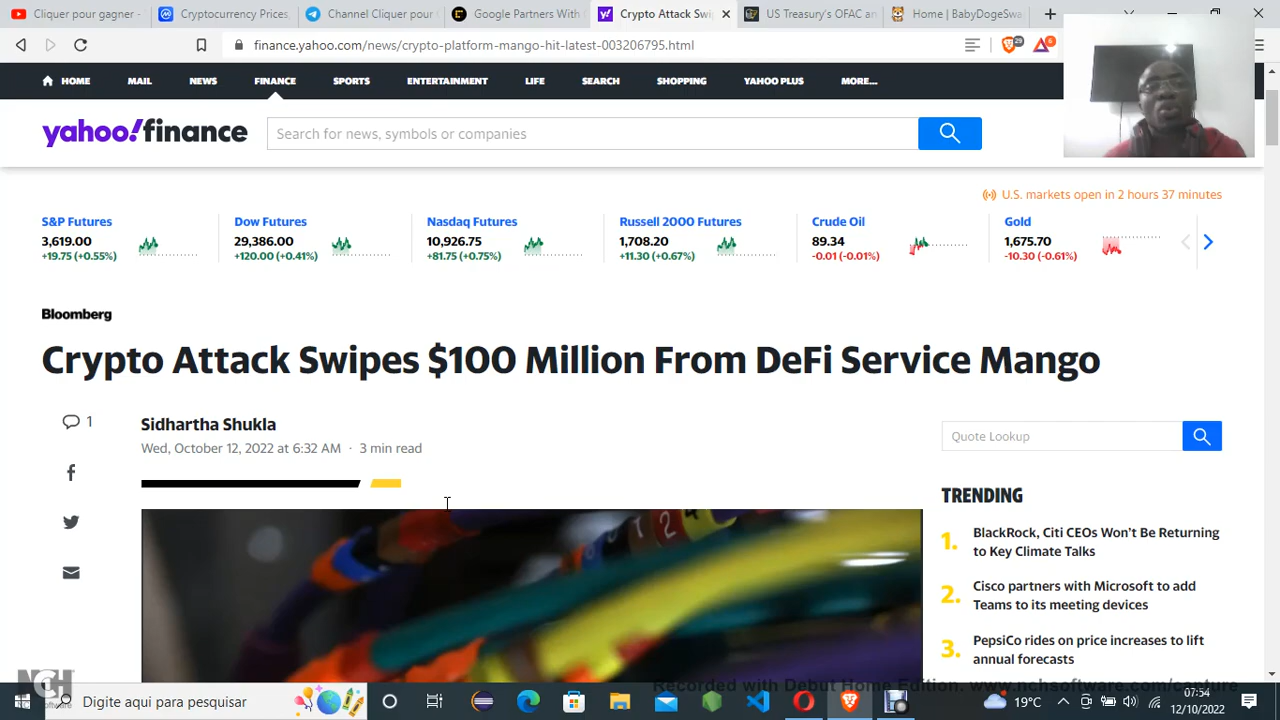 Cliquer pour gagner -
Cryptocurrency Prices,
Channel Cliquer pour
Google Partners With
Crypto Attack Swi
US Treasury's OFAC an
Home | BabyDogeSwa
finance.yahoo.com/news/crypto-platform-mango-hit-latest-003206795.html
HOME MAIL NEWS FINANCE SPORTS ENTERTAINMENT LIFE SEARCH SHOPPING YAHOO PLUS MORE...
yahoo!finance
Search for news, symbols or companies
U.S. markets open in 2 hours 37 minutes
S&P Futures
3,619.00
+19.75 (+0.55%)
Dow Futures
29,386.00
+120.00 (+0.41%)
Nasdaq Futures
10,926.75
+81.75 (+0.75%)
Russell 2000 Futures
1,708.20
+11.30 (+0.67%)
Crude Oil
89.34
-0.01 (-0.01%)
Gold
1,675.70
-10.30 (-0.61%)
Bloomberg
Crypto Attack Swipes $100 Million From DeFi Service Mango
1
Sidhartha Shukla
Wed, October 12, 2022 at 6:32 AM · 3 min read
Quote Lookup
TRENDING
1. BlackRock, Citi CEOs Won't Be Returning
to Key Climate Talks
2. Cisco partners with Microsoft to add
Teams to its meeting devices
3. PepsiCo rides on price increases to lift
annual forecasts
1 2 4
NCH
Software
Recorded with Debut Home Edition. www.nchsoftware.com/capture
Digite aqui para pesquisar
19°C
07:54
12/10/2022